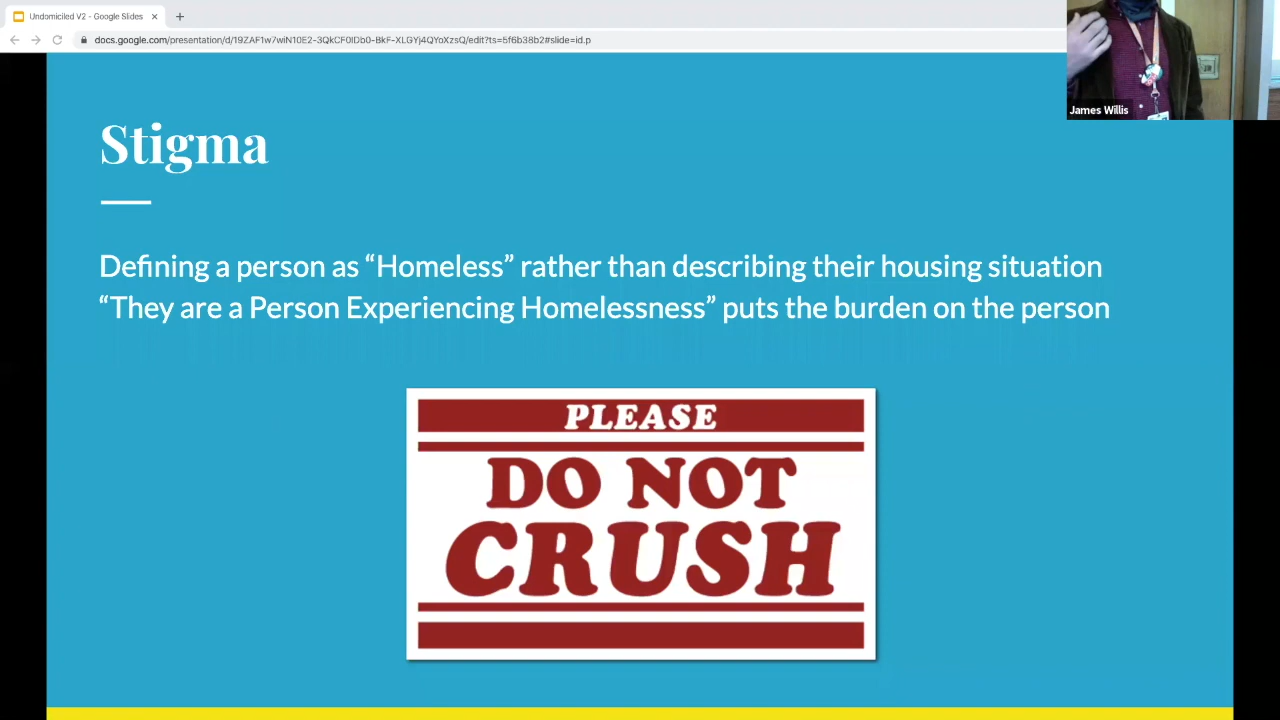 Undomiciled V2 - Google Slides
docs.google.com/presentation/d/19ZAF1w7wiN10E2-3QkCF0IDb0-BkF-XLGYj4QYoXzsQ/edit?ts=5f6b38b2#slide=id.p
James Willis
Stigma
Defining a person as “Homeless” rather than describing their housing situation
“They are a Person Experiencing Homelessness” puts the burden on the person
PLEASE
DO NOT
CRUSH